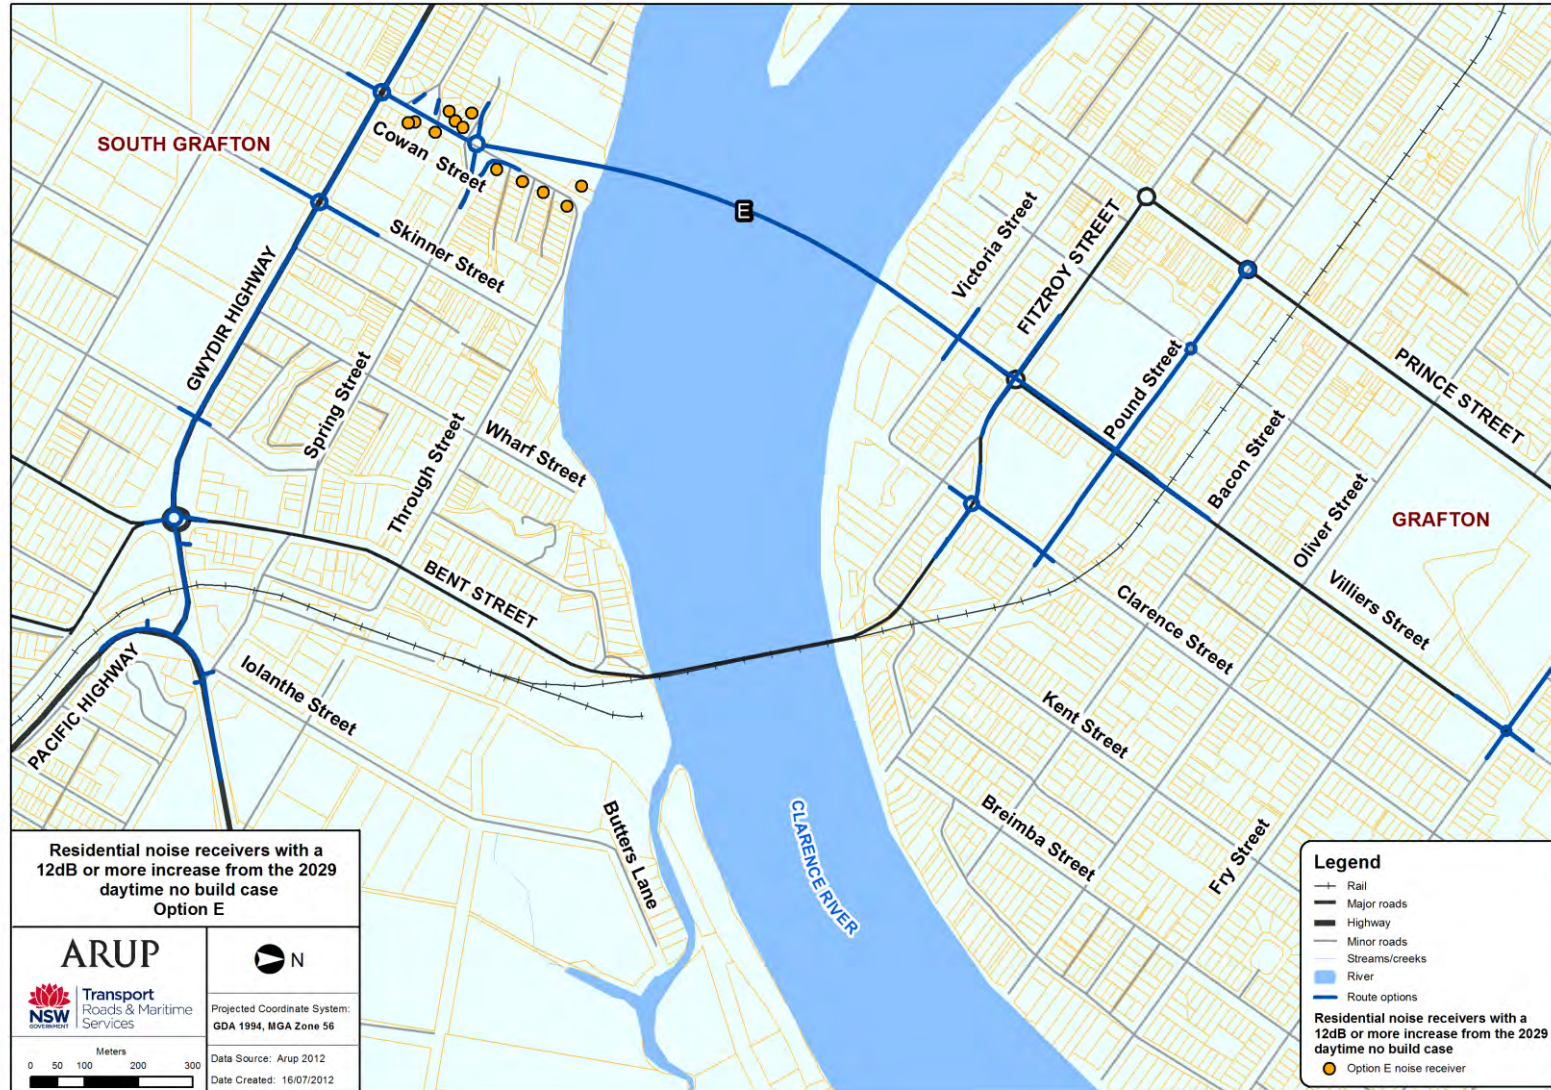 SOUTH GRAFTON
Cowan Street
Skinner Street
GWYDIR HIGHWAY
Spring Street
Through Street
Wharf Street
BENT STREET
PACIFIC HIGHWAY
Iolanthe Street
Butters Lane
CLARENCE RIVER
E
Victoria Street
FITZROY STREET
Pound Street
PRINCE STREET
Bacon Street
Oliver Street
GRAFTON
Villiers Street
Clarence Street
Kent Street
Breimba Street
Fry Street
Residential noise receivers with a
12dB or more increase from the 2029
daytime no build case
Option E
ARUP
N
NSW
GOVERNMENT
Transport
Roads & Maritime
Services
Projected Coordinate System:
GDA 1994, MGA Zone 56
Meters
0 50 100 200 300
Data Source: Arup 2012
Date Created: 16/07/2012
Legend
Rail
Major roads
Highway
Minor roads
Streams/creeks
River
Route options
Residential noise receivers with a
12dB or more increase from the 2029
daytime no build case
Option E noise receiver